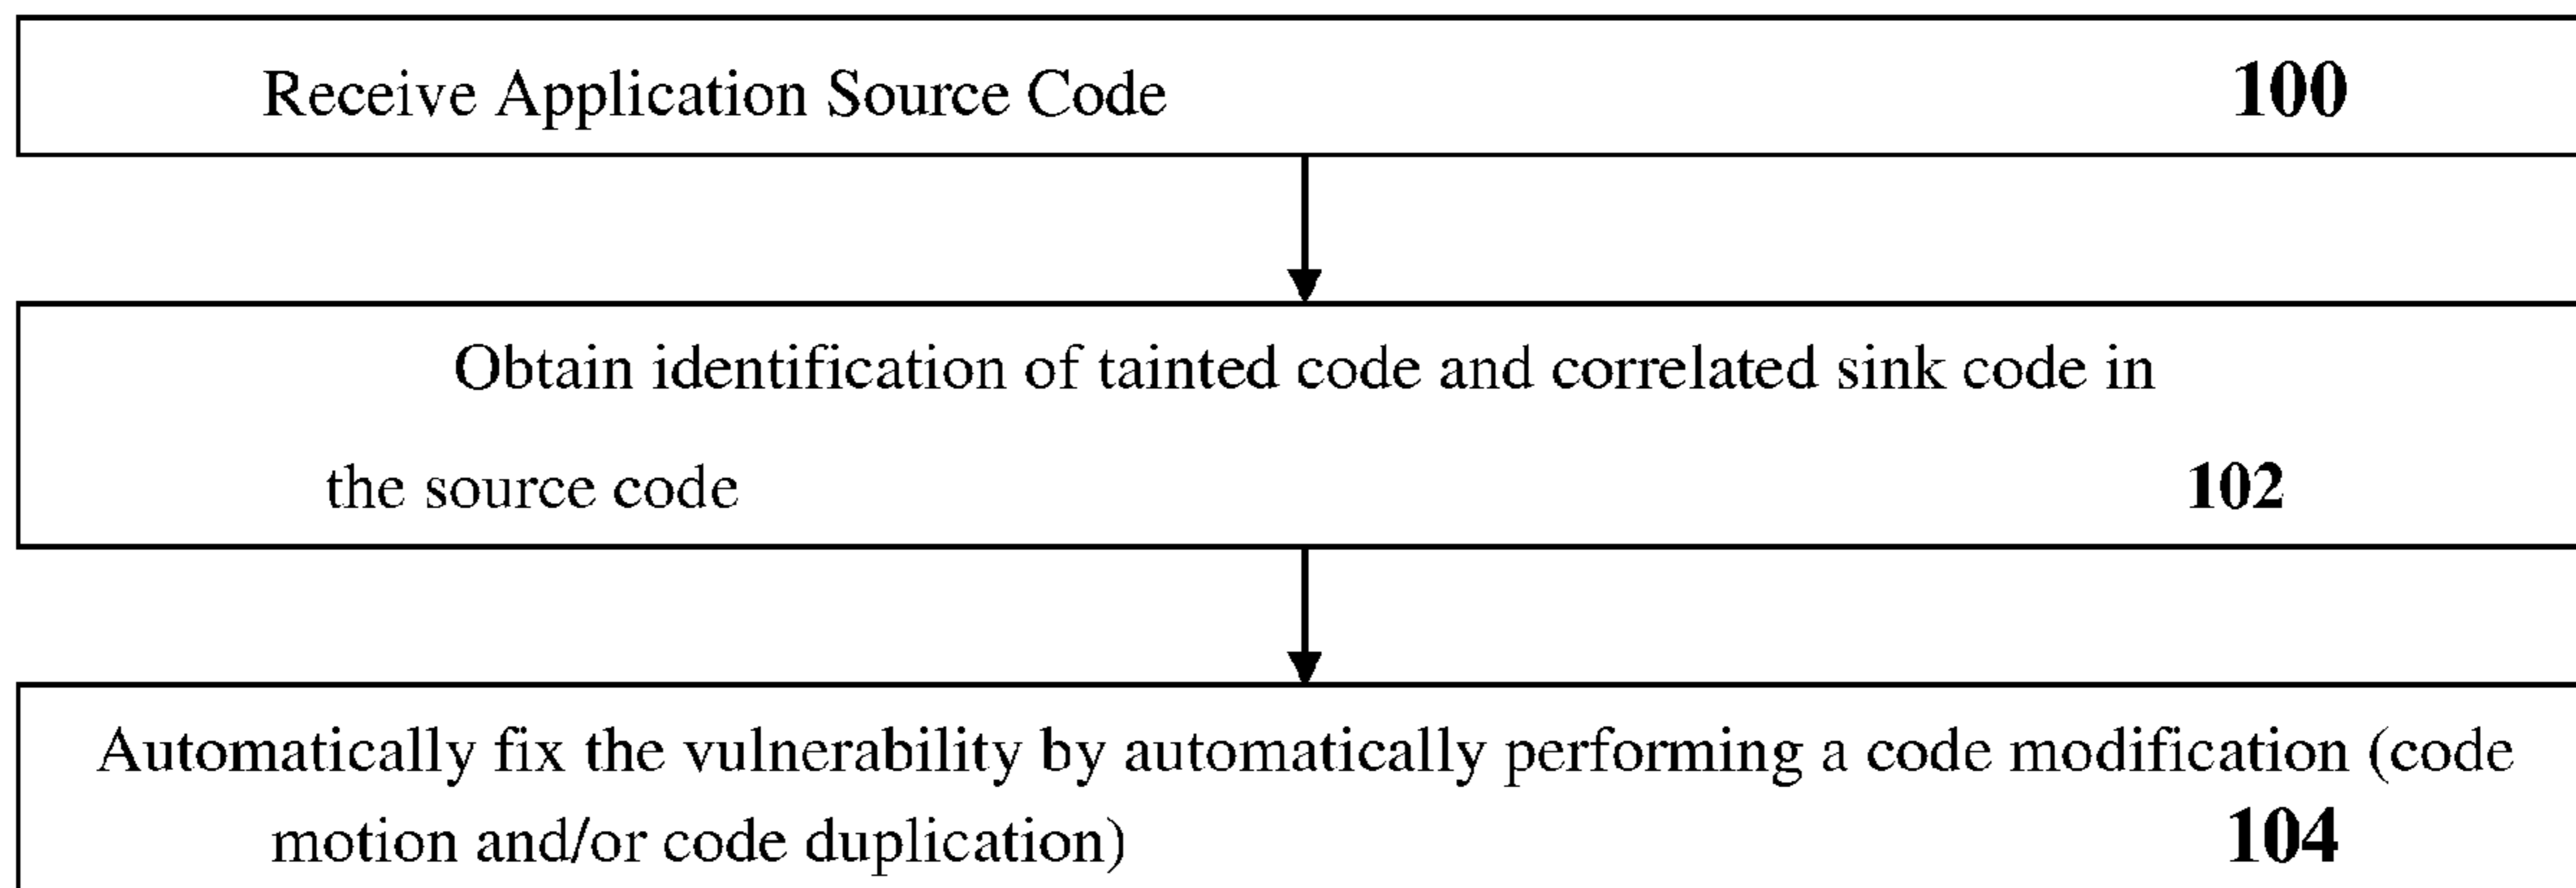 Receive Application Source Code 100
Obtain identification of tainted code and correlated sink code in
the source code 102
Automatically fix the vulnerability by automatically performing a code modification (code
motion and/or code duplication) 104